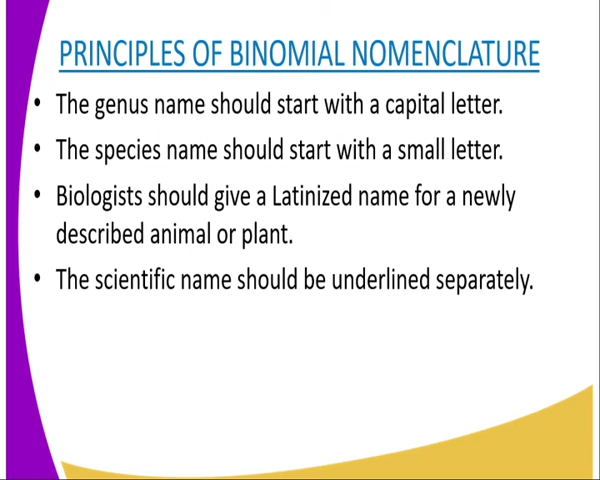 PRINCIPLES OF BINOMIAL NOMENCLATURE
• The genus name should start with a capital letter.
• The species name should start with a small letter.
• Biologists should give a Latinized name for a newly
described animal or plant.
• The scientific name should be underlined separately.